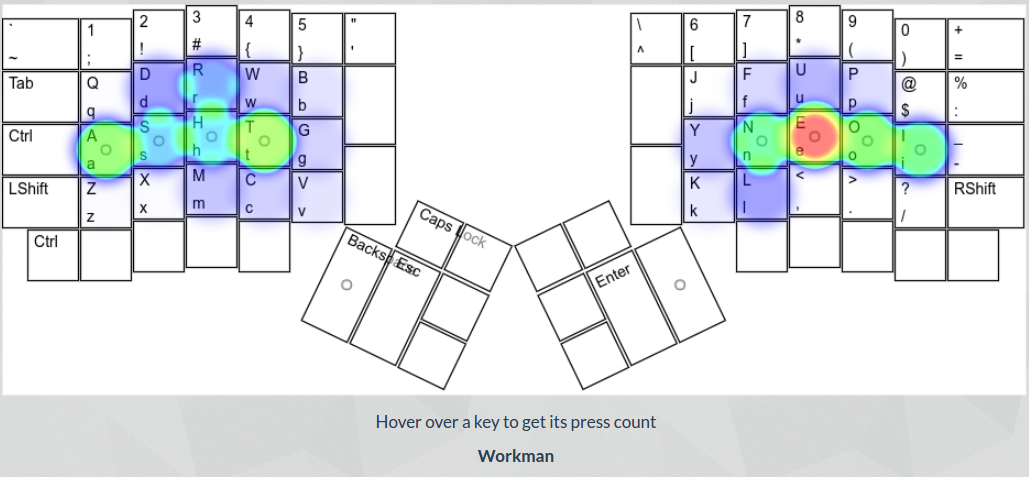 ` 1 2 3 4 5 " \ 6 7 8 9 0 +
~ ; ! # { } ' ^ [ ] * ( ) =
Tab Q D R W B J F U P @ %
q d r w b j f u p $ :
Ctrl A S H T G Y N E O I _
a s h t g y n e o i -
LShift Z X M C V K L < > ? RShift
z x m c v k l , . /
Ctrl
Caps Lock
Backspace Esc
Enter
Hover over a key to get its press count
Workman